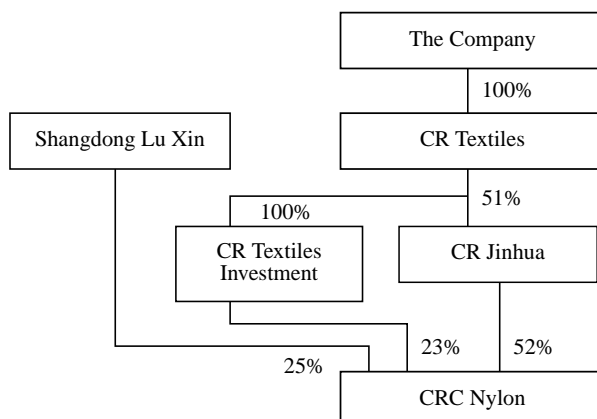 The Company
100%
Shangdong Lu Xin
CR Textiles
100%
51%
CR Textiles
Investment
CR Jinhua
25%
23%
52%
CRC Nylon